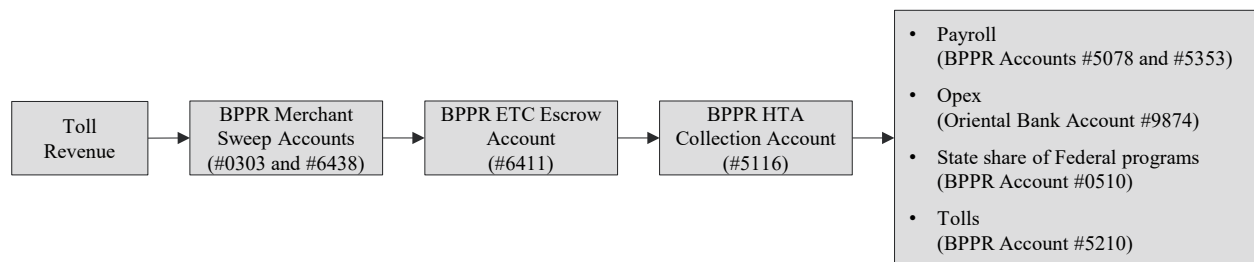 Toll
Revenue
BPPR Merchant
Sweep Accounts
(#0303 and #6438)
BPPR ETC Escrow
Account
(#6411)
BPPR HTA
Collection Account
(#5116)
• Payroll
(BPPR Accounts #5078 and #5353)
• Opex
(Oriental Bank Account #9874)
• State share of Federal programs
(BPPR Account #0510)
• Tolls
(BPPR Account #5210)